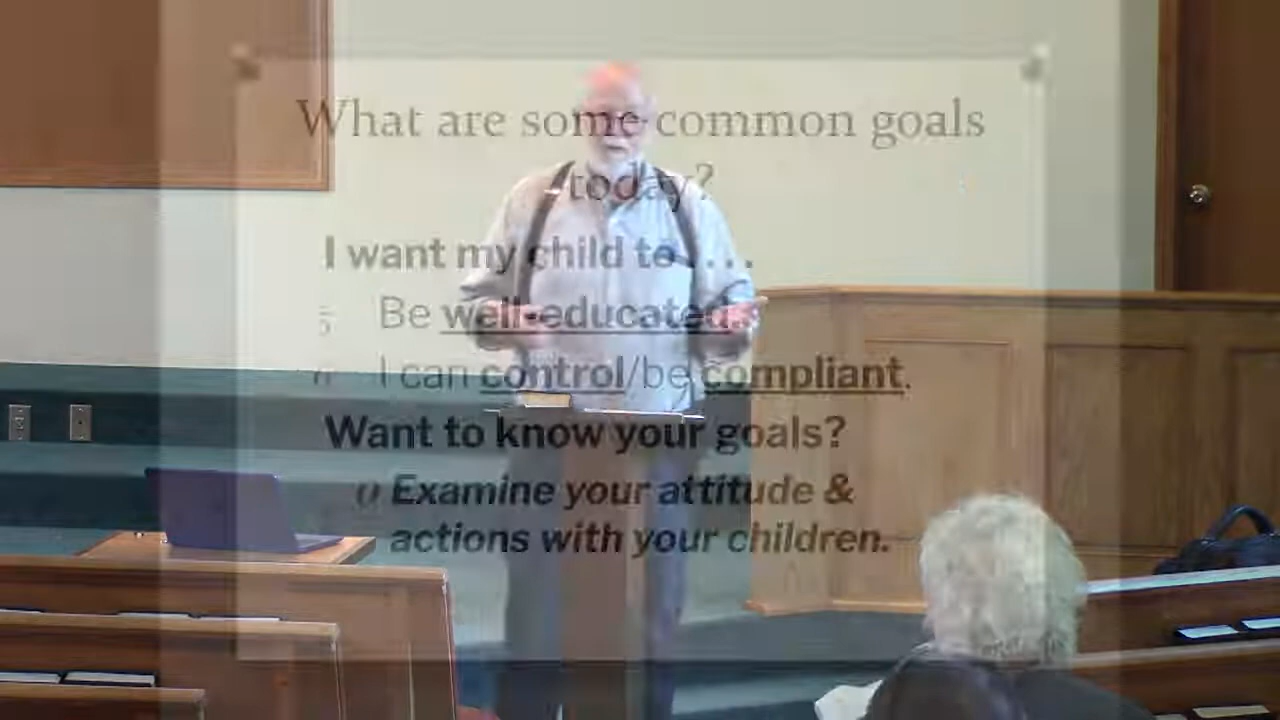 What are some common goals
today?
I want my child to . . . .
5 Be well-educated.
I can control/be compliant.
Want to know your goals?
Examine your attitude &
actions with your children.